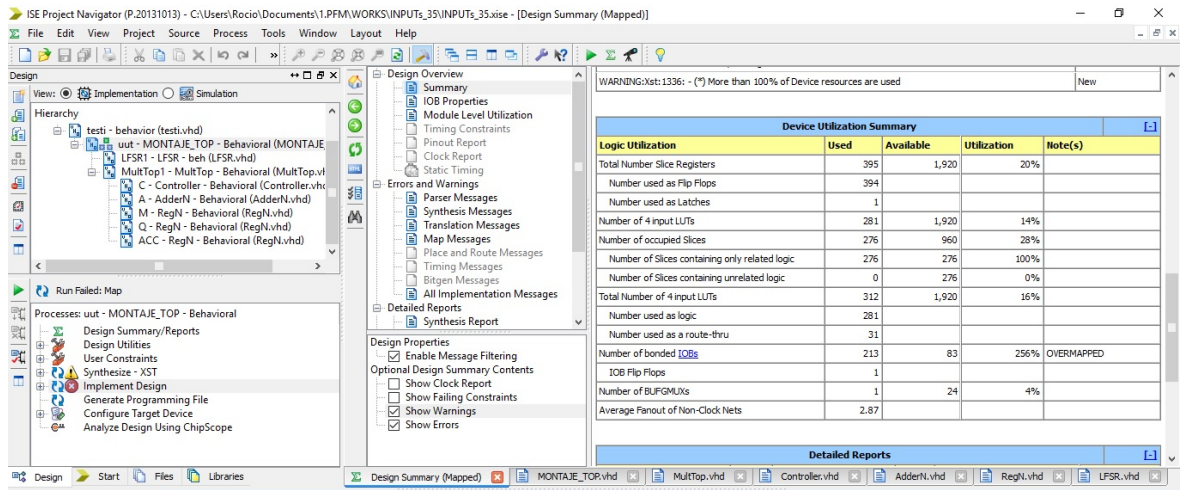 ISE Project Navigator (P.20131013) - C:\Users\Rocio\Documents\1.PFM\WORKS\INPUTs_35\INPUTs_35.xise - [Design Summary (Mapped)]
File Edit View Project Source Process Tools Window Layout Help
Design
View: Implementation Simulation
Hierarchy
testi - behavior (testi.vhd)
uut - MONTAJE_TOP - Behavioral (MONTAJE
LFSR1 - LFSR - beh (LFSR.vhd)
MultTop1 - MultTop - Behavioral (MultTop.vh
C - Controller - Behavioral (Controller.vhd
A - AdderN - Behavioral (AdderN.vhd)
M - RegN - Behavioral (RegN.vhd)
Q - RegN - Behavioral (RegN.vhd)
ACC - RegN - Behavioral (RegN.vhd)
Run Failed: Map
Processes: uut - MONTAJE_TOP - Behavioral
Design Summary/Reports
Design Utilities
User Constraints
Synthesize - XST
Implement Design
Generate Programming File
Configure Target Device
Analyze Design Using ChipScope
Design Overview
Summary
IOB Properties
Module Level Utilization
Timing Constraints
Pinout Report
Clock Report
Static Timing
Errors and Warnings
Parser Messages
Synthesis Messages
Translation Messages
Map Messages
Place and Route Messages
Timing Messages
Bitgen Messages
All Implementation Messages
Detailed Reports
Synthesis Report
Design Properties
Enable Message Filtering
Optional Design Summary Contents
Show Clock Report
Show Failing Constraints
Show Warnings
Show Errors
WARNING:Xst:1336: - (*) More than 100% of Device resources are used New
Device Utilization Summary [-]
Logic Utilization Used Available Utilization Note(s)
Total Number Slice Registers 395 1,920 20%
Number used as Flip Flops 394
Number used as Latches 1
Number of 4 input LUTs 281 1,920 14%
Number of occupied Slices 276 960 28%
Number of Slices containing only related logic 276 276 100%
Number of Slices containing unrelated logic 0 276 0%
Total Number of 4 input LUTs 312 1,920 16%
Number used as logic 281
Number used as a route-thru 31
Number of bonded IOBs 213 83 256% OVERMAPPED
IOB Flip Flops 1
Number of BUFGMUXs 1 24 4%
Average Fanout of Non-Clock Nets 2.87
Detailed Reports [-]
Design Start Files Libraries
Design Summary (Mapped) MONTAJE_TOP.vhd MultTop.vhd Controller.vhd AdderN.vhd RegN.vhd LFSR.vhd